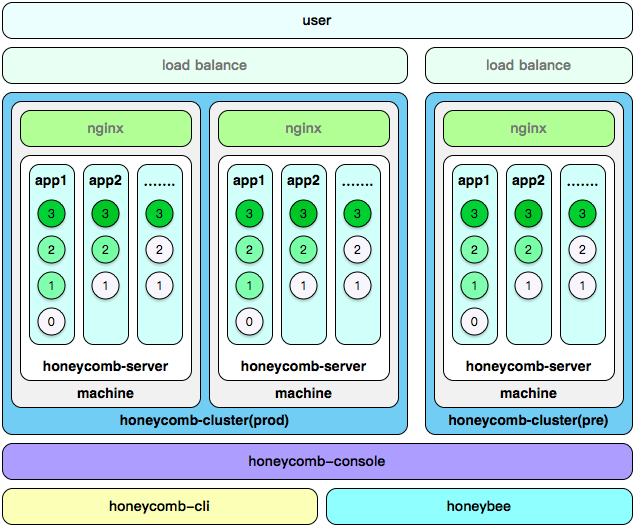 user
load balance load balance
nginx nginx nginx
app1 app2 ....... app1 app2 ....... app1 app2 .......
3 3 3 3 3 3 3 3 3
2 2 2 2 2 2 2 2 2
1 1 1 1 1 1 1 1 1
0 0 0
honeycomb-server honeycomb-server honeycomb-server
machine machine machine
honeycomb-cluster(prod) honeycomb-cluster(pre)
honeycomb-console
honeycomb-cli honeybee